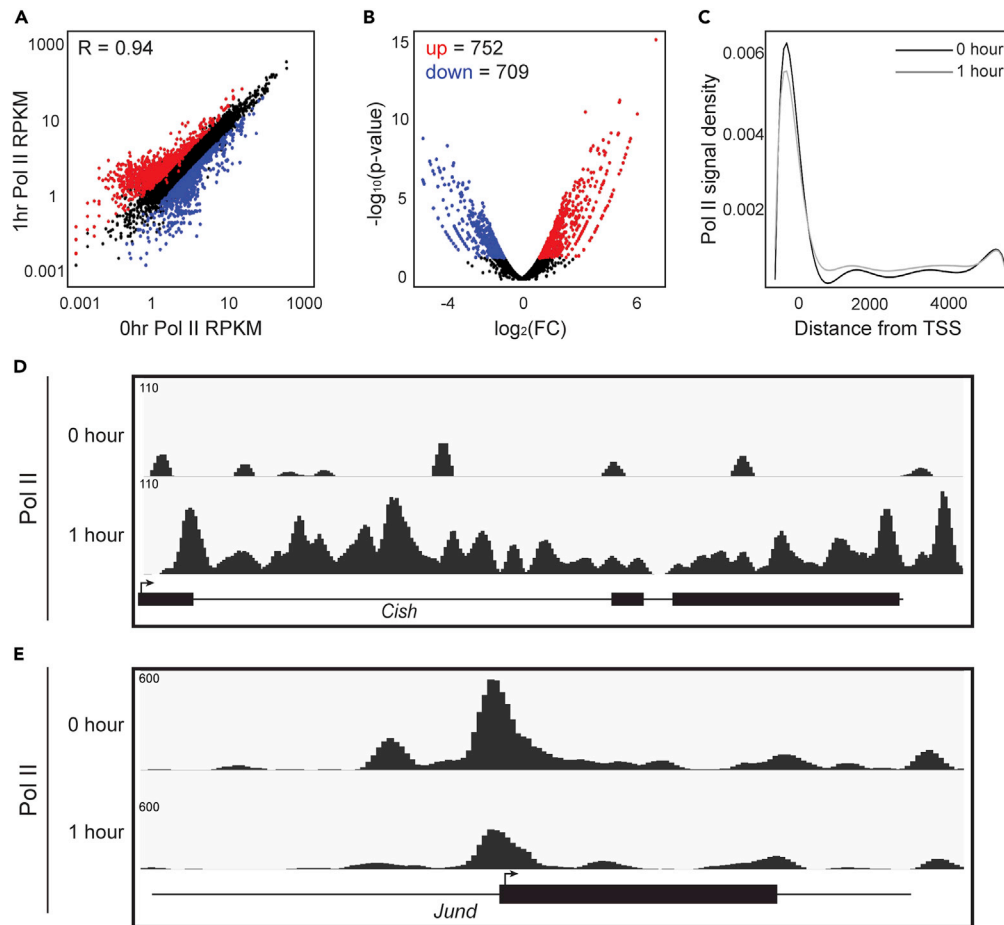 A
R = 0.94
1000
10
1
0.001
1hr Pol II RPKM
0.001
1
10
1000
0hr Pol II RPKM
B
up = 752
down = 709
15
10
5
0
-log₁₀(p-value)
-4
0
6
log₂(FC)
C
0 hour
1 hour
0.006
0.004
0.002
Pol II signal density
0
2000
4000
Distance from TSS
D
Pol II
0 hour
110
1 hour
110
Cish
E
Pol II
0 hour
600
1 hour
600
Jund